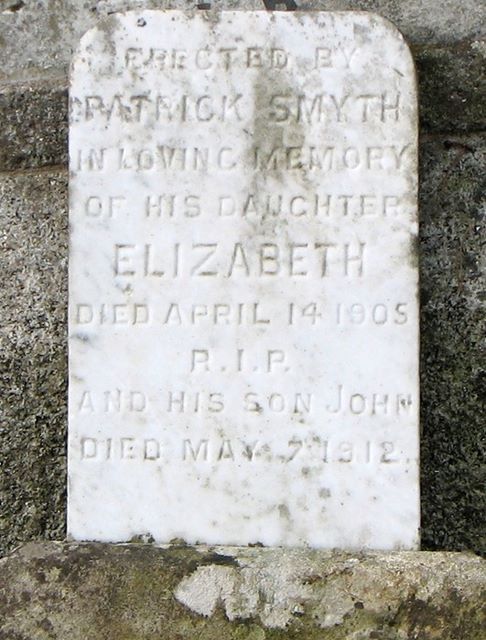 ERECTED BY
PATRICK SMYTH
IN LOVING MEMORY
OF HIS DAUGHTER
ELIZABETH
DIED APRIL 14 1905
R.I.P.
AND HIS SON JOHN
DIED MAY 7 1912.